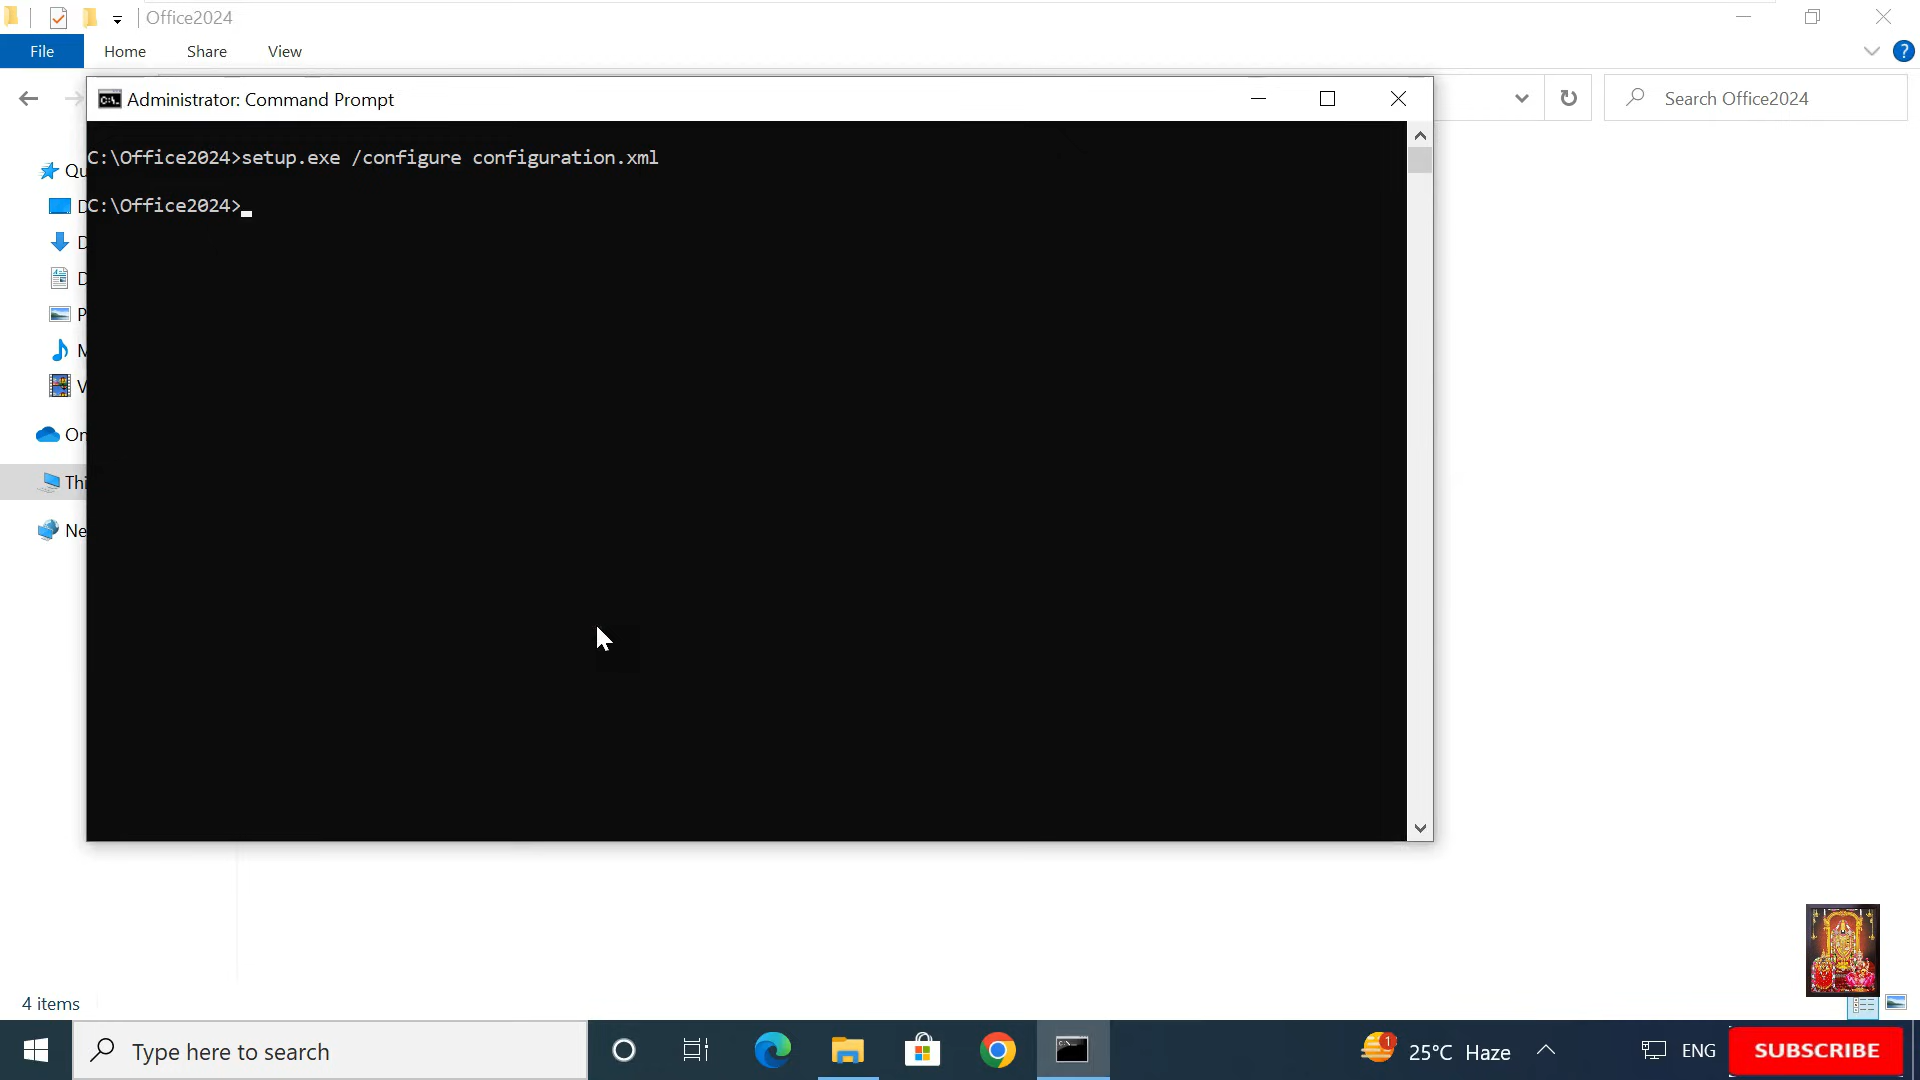 Office2024
File
Home
Share
View
Administrator: Command Prompt
Search Office2024
C:\Office2024>setup.exe /configure configuration.xml
C:\Office2024>
4 items
Type here to search
1
25°C Haze
ENG
SUBSCRIBE